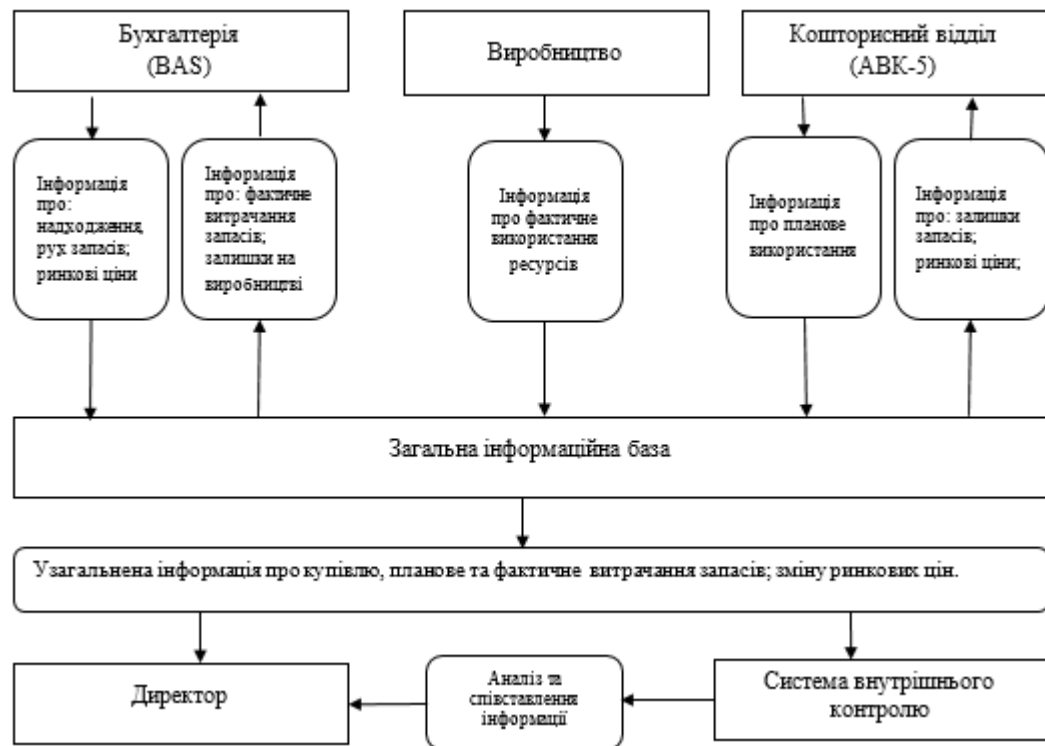 Бухгалтерія
(BAS)
Виробництво
Кошторисний відділ
(АВК-5)
Інформація
про:
надходження,
рух запасів;
ринкові ціни
Інформація
про: фактичне
витрачання
запасів;
залишки на
виробництві
Інформація
про фактичне
використання
ресурсів
Інформація
про планове
використання
Інформація
про: залишки
запасів;
ринкові ціни;
Загальна інформаційна база
Узагальнена інформація про купівлю, планове та фактичне витрачання запасів; зміну ринкових цін.
Директор
Аналіз та
співставлення
інформації
Система внутрішнього
контролю